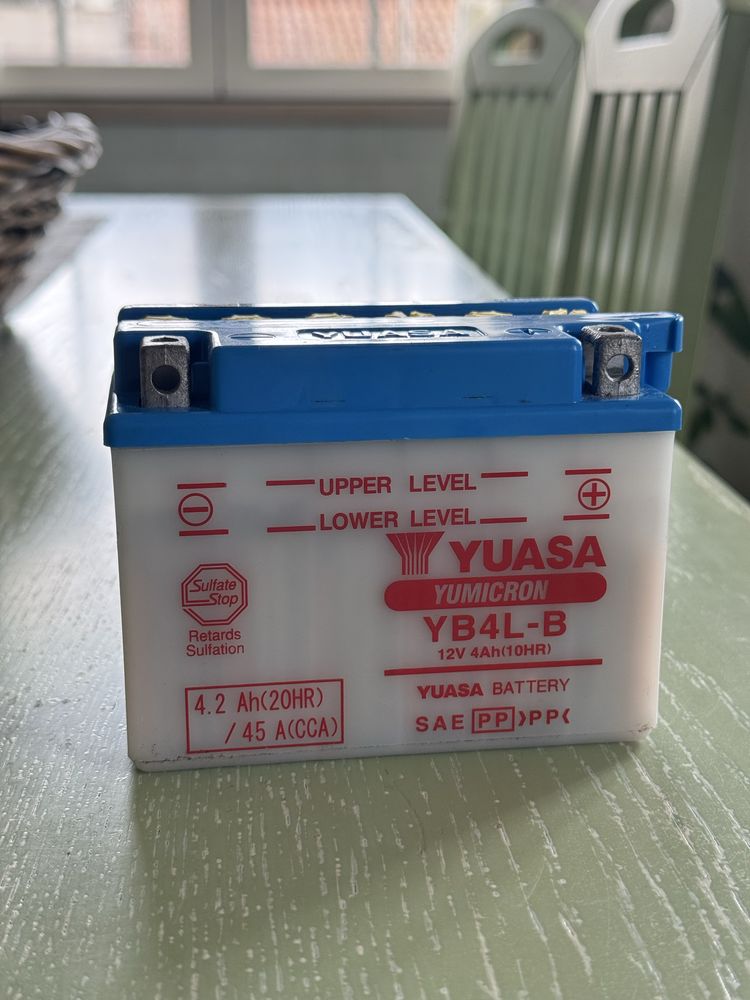 YUASA
UPPER LEVEL
LOWER LEVEL
YUASA
YUMICRON
YB4L-B
12V 4Ah(10HR)
Sulfate
Stop
Retards
Sulfation
4.2 Ah(20HR)
/ 45 A(CCA)
YUASA BATTERY
SAE PP >PP<